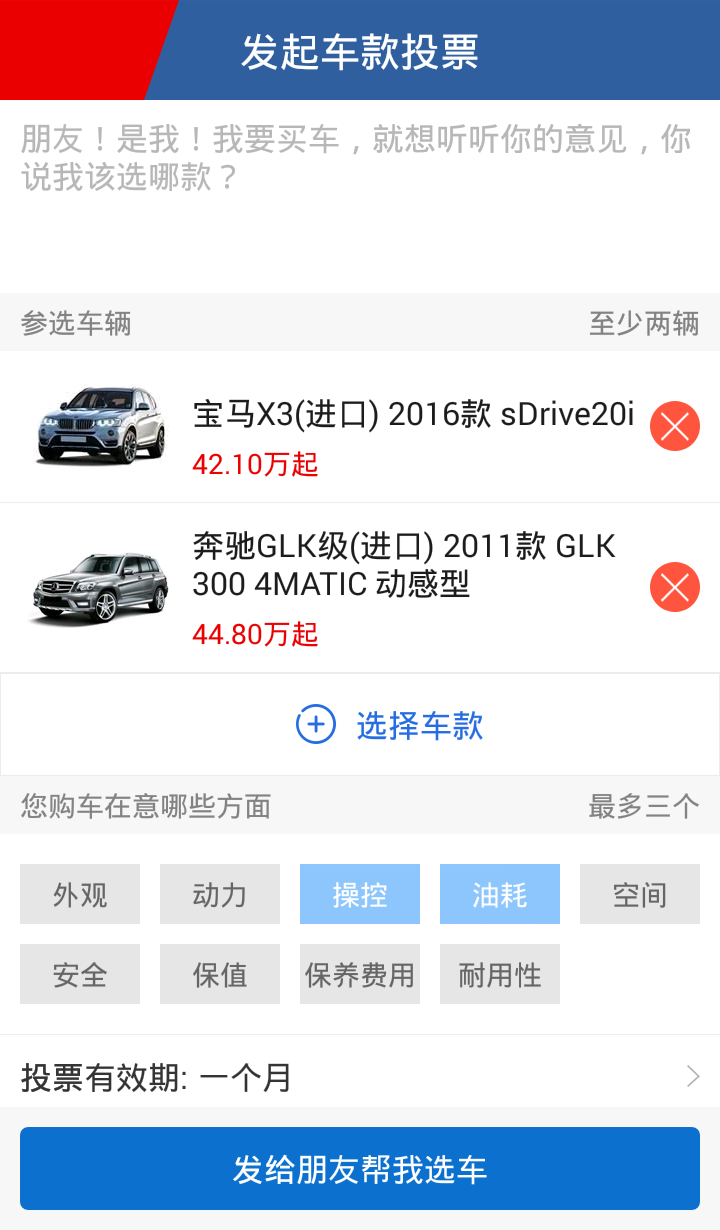 发起车款投票
朋友！是我！我要买车，就想听听你的意见，你
说我该选哪款？
参选车辆 至少两辆
宝马X3(进口) 2016款 sDrive20i
42.10万起
奔驰GLK级(进口) 2011款 GLK
300 4MATIC 动感型
44.80万起
选择车款
您购车在意哪些方面 最多三个
外观 动力 操控 油耗 空间
安全 保值 保养费用 耐用性
投票有效期: 一个月
发给朋友帮我选车